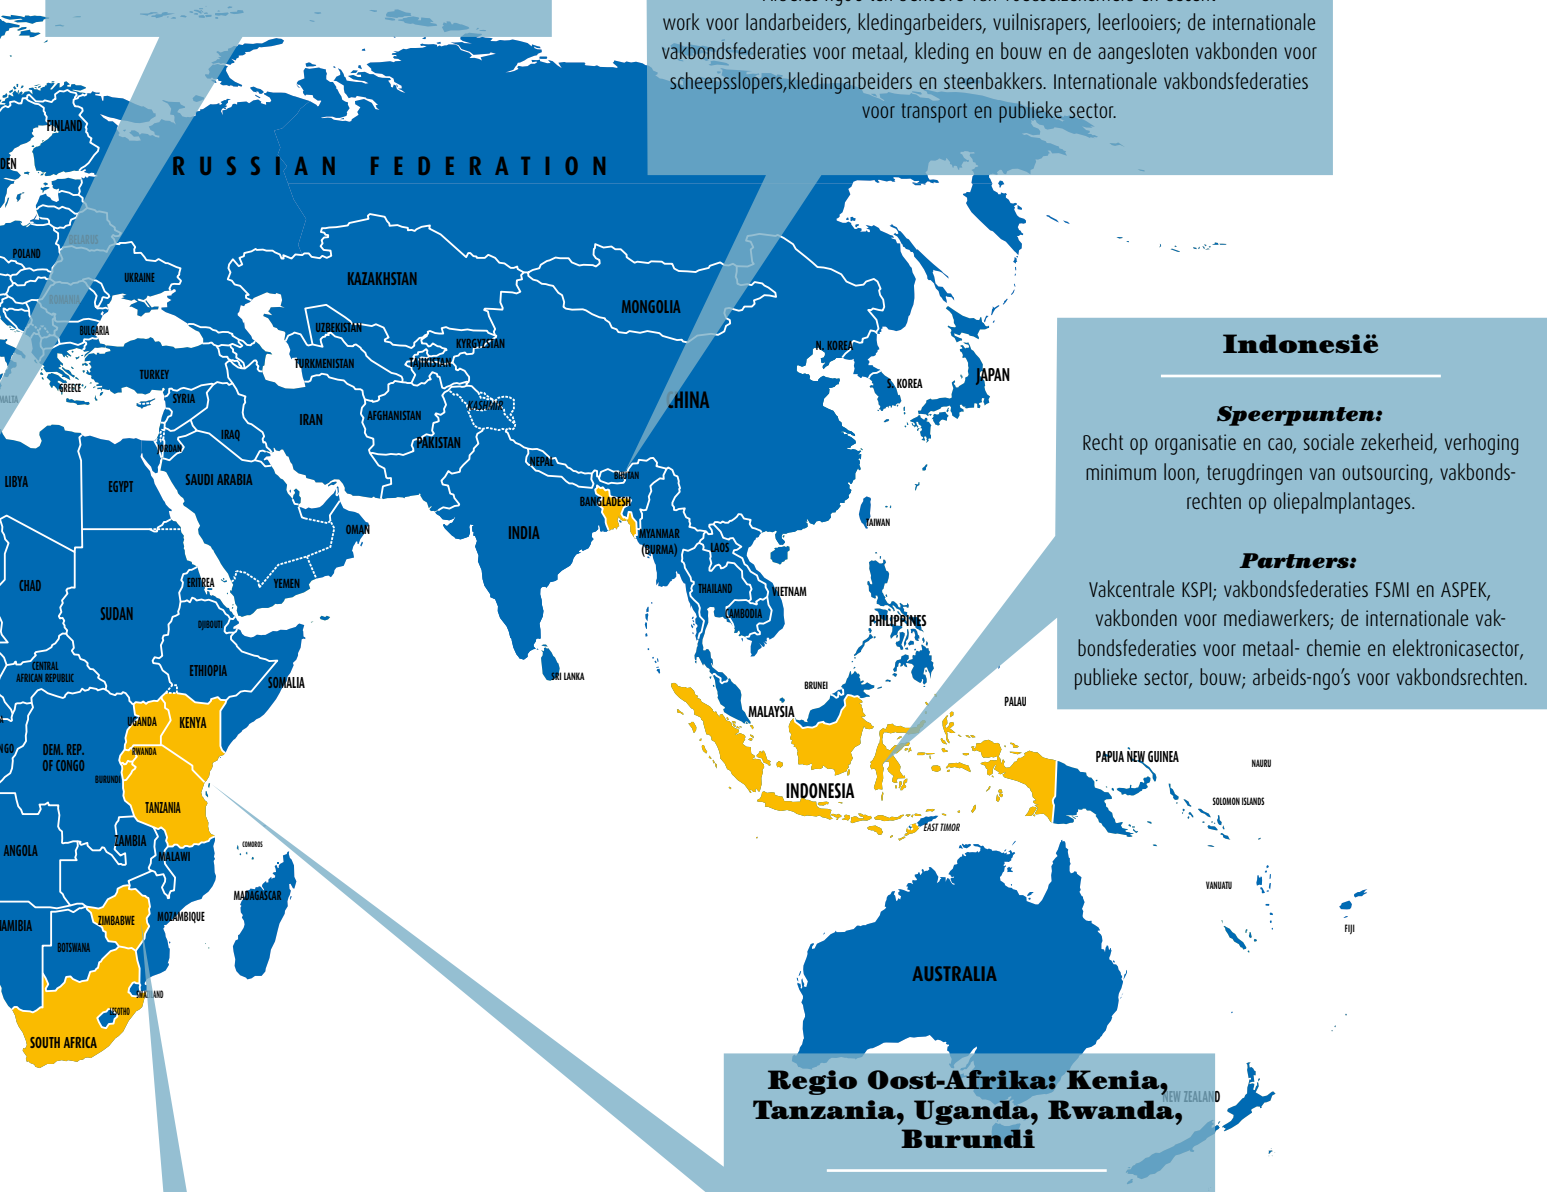 work voor landarbeiders, kledingarbeiders, vuilnisrapers, leerlooiers; de internationale
vakbondsfederaties voor metaal, kleding en bouw en de aangesloten vakbonden voor
scheepsslopers,kledingarbeiders en steenbakkers. Internationale vakbondsfederaties
voor transport en publieke sector.
FINLAND
DEN
RUSSIAN FEDERATION
BELARUS
POLAND
UKRAINE
KAZAKHSTAN
ROMANIA
MONGOLIA
BULGARIA
UZBEKISTAN
KYRGYZSTAN
N. KOREA
TURKMENISTAN
TAJIKISTAN
TURKEY
S. KOREA
JAPAN
GREECE
MALTA
SYRIA
KASHMIR
CHINA
AFGHANISTAN
IRAN
IRAQ
PAKISTAN
JORDAN
NEPAL
BHUTAN
LIBYA
EGYPT
SAUDI ARABIA
BANGLADESH
OMAN
INDIA
MYANMAR
(BURMA)
TAIWAN
LAOS
CHAD
ERITREA
YEMEN
THAILAND
VIETNAM
SUDAN
DJIBOUTI
CAMBODIA
PHILIPPINES
CENTRAL
AFRICAN REPUBLIC
ETHIOPIA
SOMALIA
SRI LANKA
BRUNEI
MALAYSIA
PALAU
UGANDA
KENYA
NGO
DEM. REP.
OF CONGO
RWANDA
BURUNDI
PAPUA NEW GUINEA
NAURU
INDONESIA
TANZANIA
SOLOMON ISLANDS
EAST TIMOR
ANGOLA
ZAMBIA
MALAWI
COMOROS
MADAGASCAR
VANUATU
ZIMBABWE
MOZAMBIQUE
AMIBIA
BOTSWANA
FIJI
AUSTRALIA
SWAZILAND
LESOTHO
SOUTH AFRICA
NEW ZEALAND
Indonesië
Speerpunten:
Recht op organisatie en cao, sociale zekerheid, verhoging
minimum loon, terugdringen van outsourcing, vakbonds-
rechten op oliepalmplantages.
Partners:
Vakcentrale KSPI; vakbondsfederaties FSMI en ASPEK,
vakbonden voor mediawerkers; de internationale vak-
bondsfederaties voor metaal- chemie en elektronicasector,
publieke sector, bouw; arbeids-ngo’s voor vakbondsrechten.
Regio Oost-Afrika: Kenia,
Tanzania, Uganda, Rwanda,
Burundi